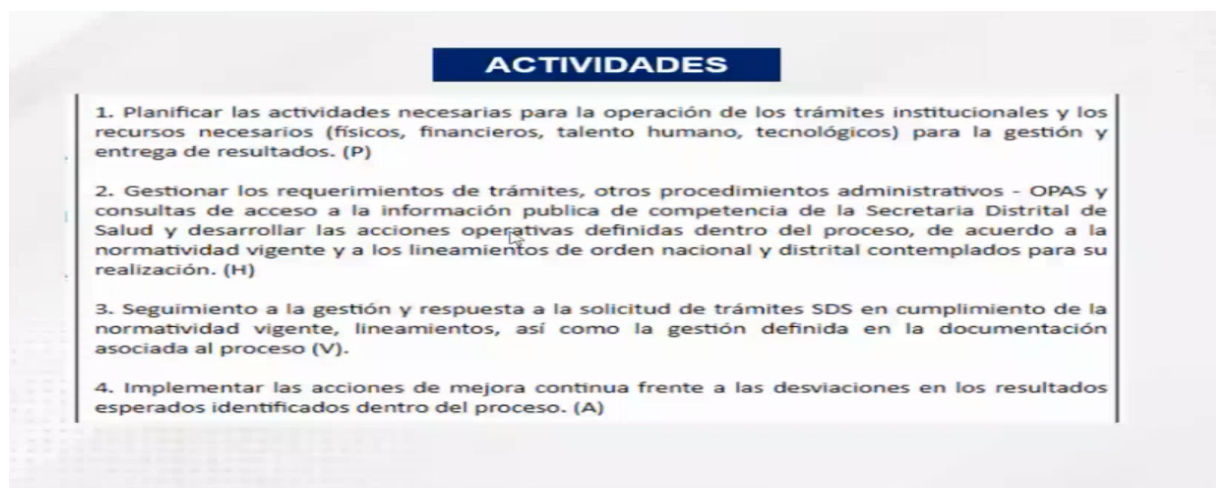 ACTIVIDADES
1. Planificar las actividades necesarias para la operación de los trámites institucionales y los
recursos necesarios (físicos, financieros, talento humano, tecnológicos) para la gestión y
entrega de resultados. (P)
2. Gestionar los requerimientos de trámites, otros procedimientos administrativos - OPAS y
consultas de acceso a la información publica de competencia de la Secretaria Distrital de
Salud y desarrollar las acciones operativas definidas dentro del proceso, de acuerdo a la
normatividad vigente y a los lineamientos de orden nacional y distrital contemplados para su
realización. (H)
3. Seguimiento a la gestión y respuesta a la solicitud de trámites SDS en cumplimiento de la
normatividad vigente, lineamientos, así como la gestión definida en la documentación
asociada al proceso (V).
4. Implementar las acciones de mejora continua frente a las desviaciones en los resultados
esperados identificados dentro del proceso. (A)